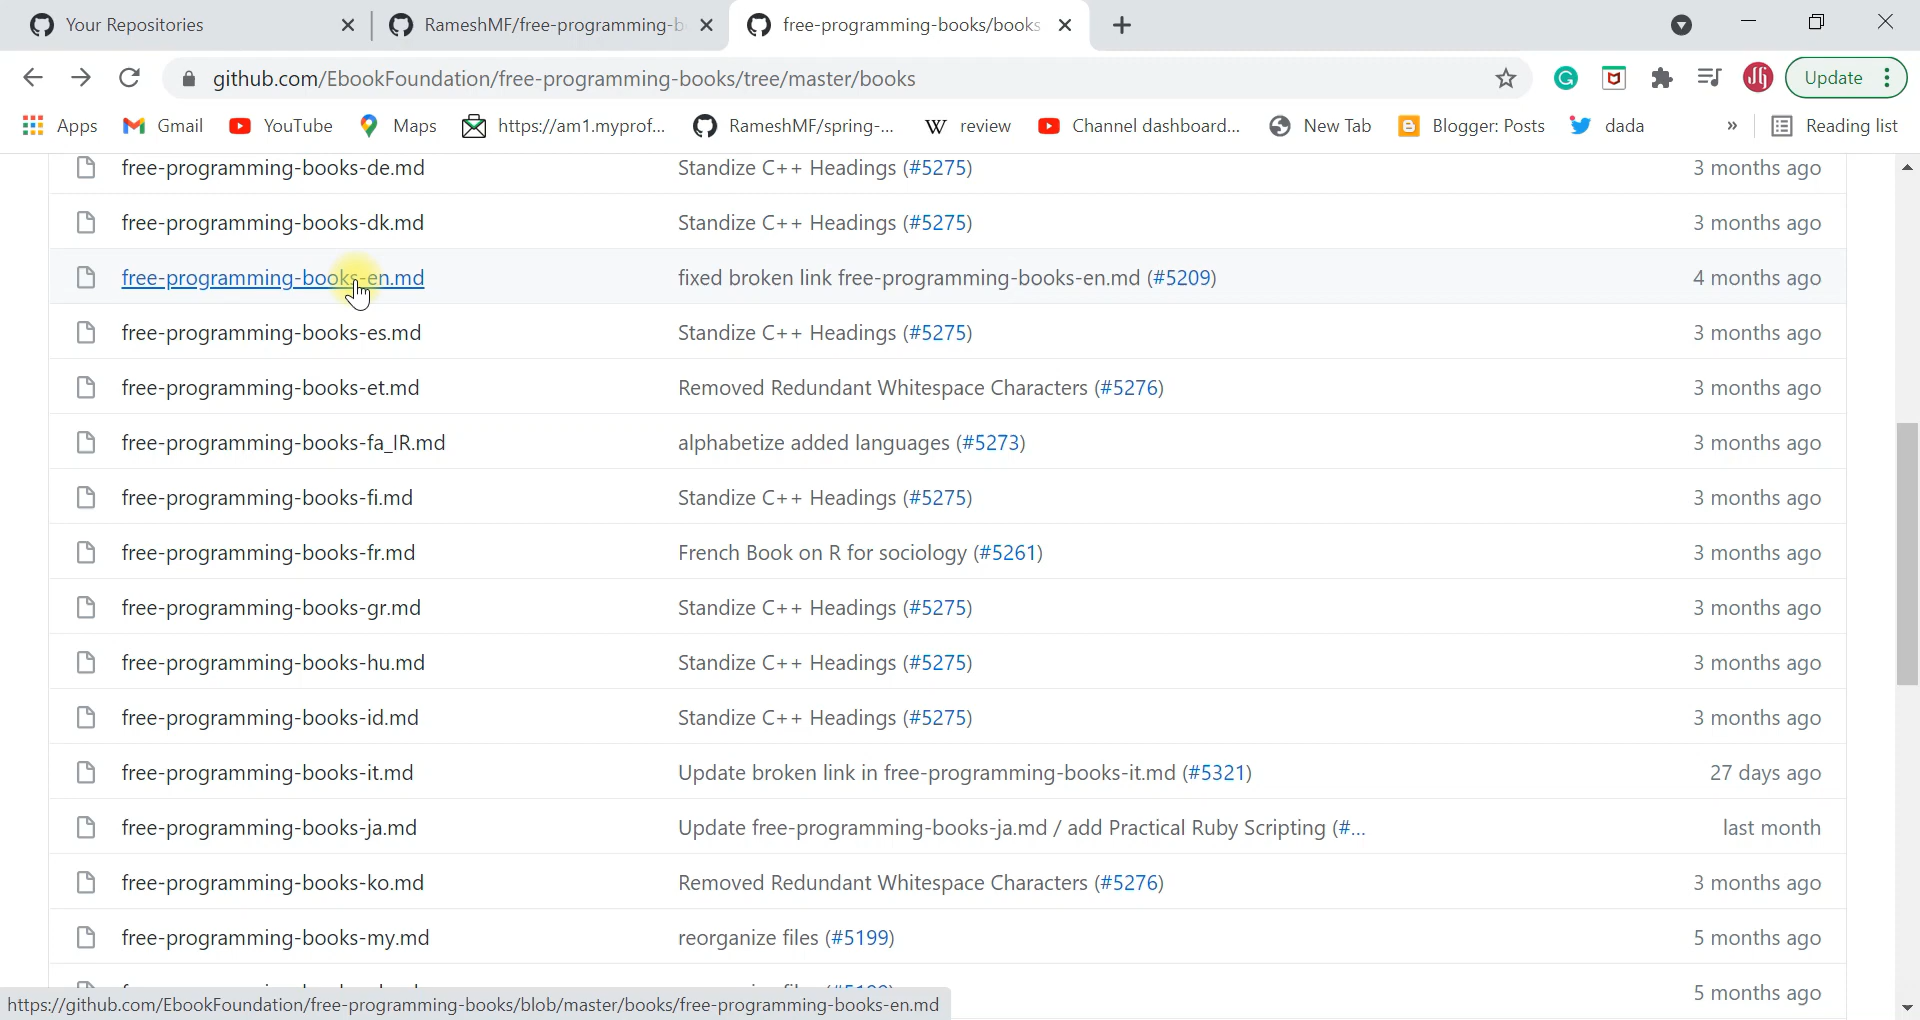 Your Repositories
RameshMF/free-programming-b
free-programming-books/books
github.com/EbookFoundation/free-programming-books/tree/master/books
Update
Apps Gmail YouTube Maps https://am1.myprof... RameshMF/spring-... review Channel dashboard... New Tab Blogger: Posts dada » Reading list
free-programming-books-de.md Standize C++ Headings (#5275) 3 months ago
free-programming-books-dk.md Standize C++ Headings (#5275) 3 months ago
free-programming-books-en.md fixed broken link free-programming-books-en.md (#5209) 4 months ago
free-programming-books-es.md Standize C++ Headings (#5275) 3 months ago
free-programming-books-et.md Removed Redundant Whitespace Characters (#5276) 3 months ago
free-programming-books-fa_IR.md alphabetize added languages (#5273) 3 months ago
free-programming-books-fi.md Standize C++ Headings (#5275) 3 months ago
free-programming-books-fr.md French Book on R for sociology (#5261) 3 months ago
free-programming-books-gr.md Standize C++ Headings (#5275) 3 months ago
free-programming-books-hu.md Standize C++ Headings (#5275) 3 months ago
free-programming-books-id.md Standize C++ Headings (#5275) 3 months ago
free-programming-books-it.md Update broken link in free-programming-books-it.md (#5321) 27 days ago
free-programming-books-ja.md Update free-programming-books-ja.md / add Practical Ruby Scripting (#... last month
free-programming-books-ko.md Removed Redundant Whitespace Characters (#5276) 3 months ago
free-programming-books-my.md reorganize files (#5199) 5 months ago
5 months ago
https://github.com/EbookFoundation/free-programming-books/blob/master/books/free-programming-books-en.md